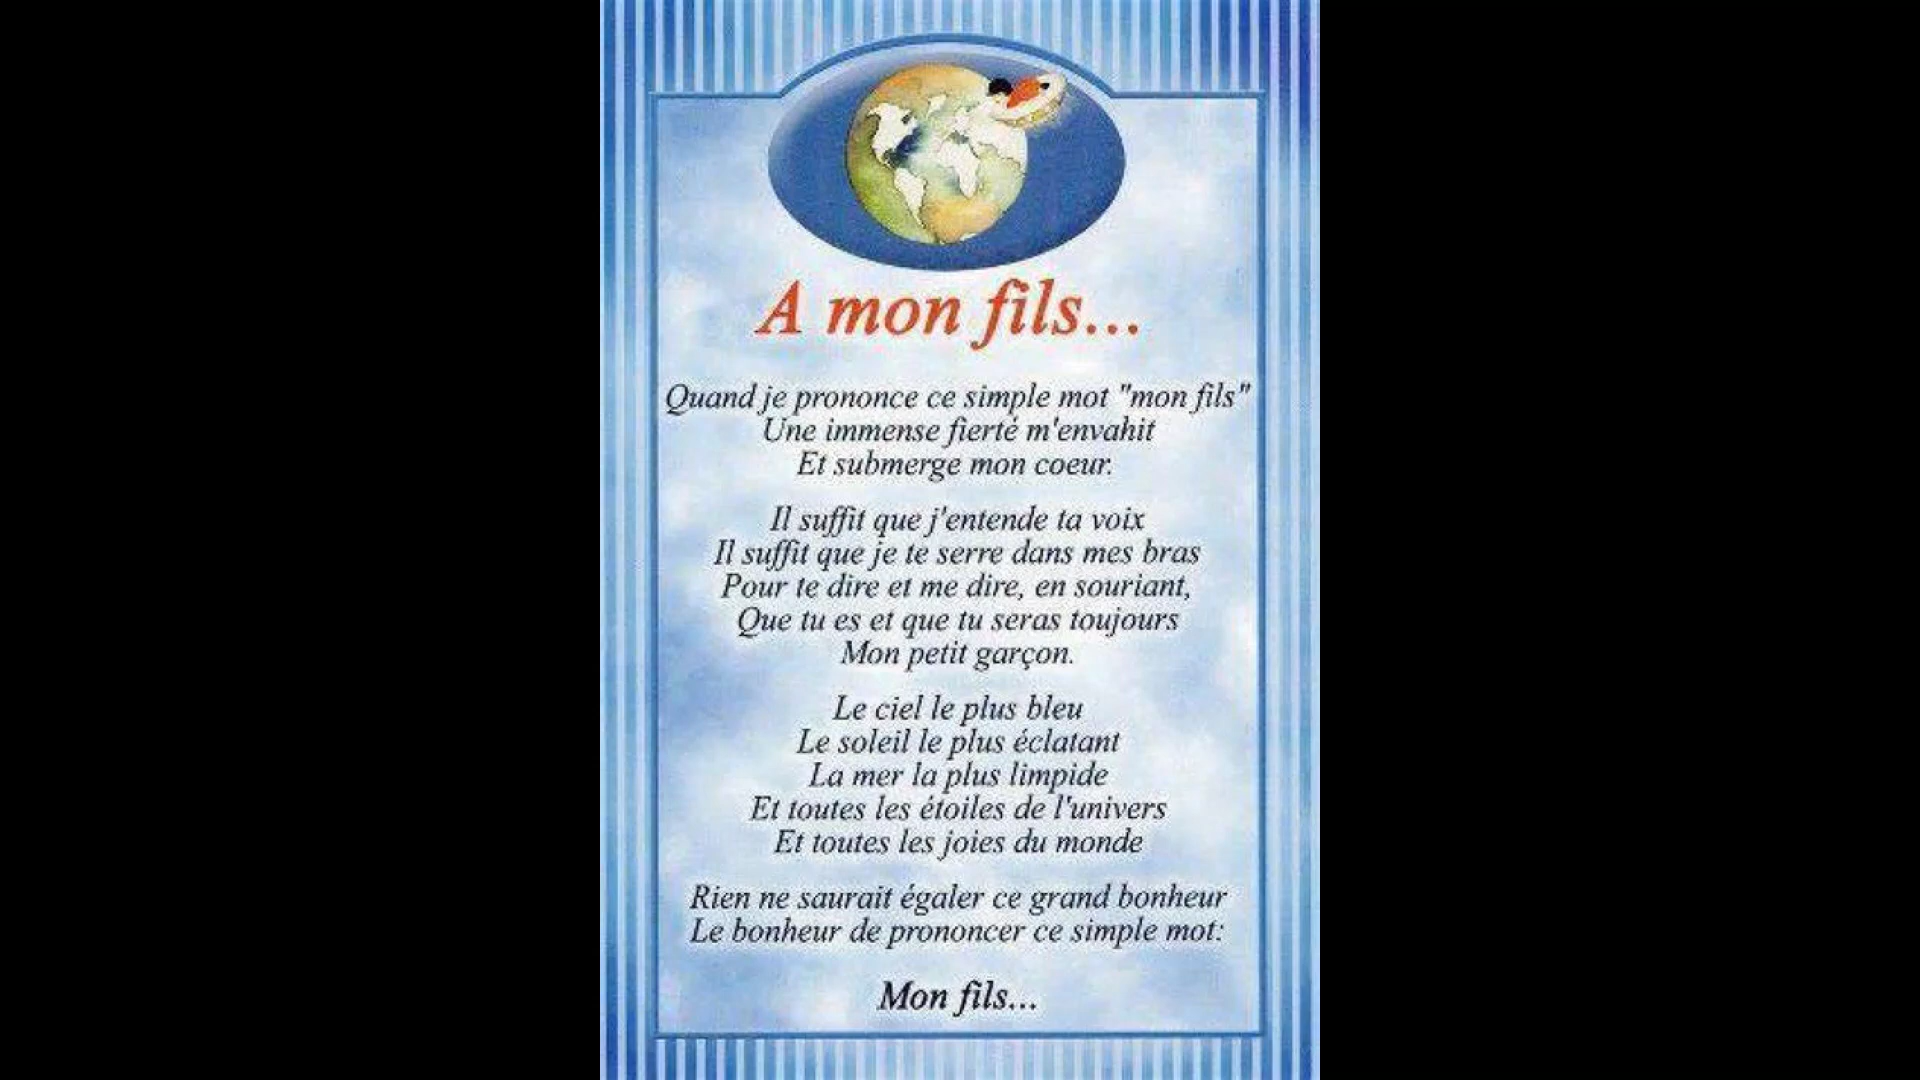 A mon fils...
Quand je prononce ce simple mot "mon fils"
Une immense fierté m'envahit
Et submerge mon coeur.
Il suffit que j'entende ta voix
Il suffit que je te serre dans mes bras
Pour te dire et me dire, en souriant,
Que tu es et que tu seras toujours
Mon petit garçon.
Le ciel le plus bleu
Le soleil le plus éclatant
La mer la plus limpide
Et toutes les étoiles de l'univers
Et toutes les joies du monde
Rien ne saurait égaler ce grand bonheur
Le bonheur de prononcer ce simple mot:
Mon fils...